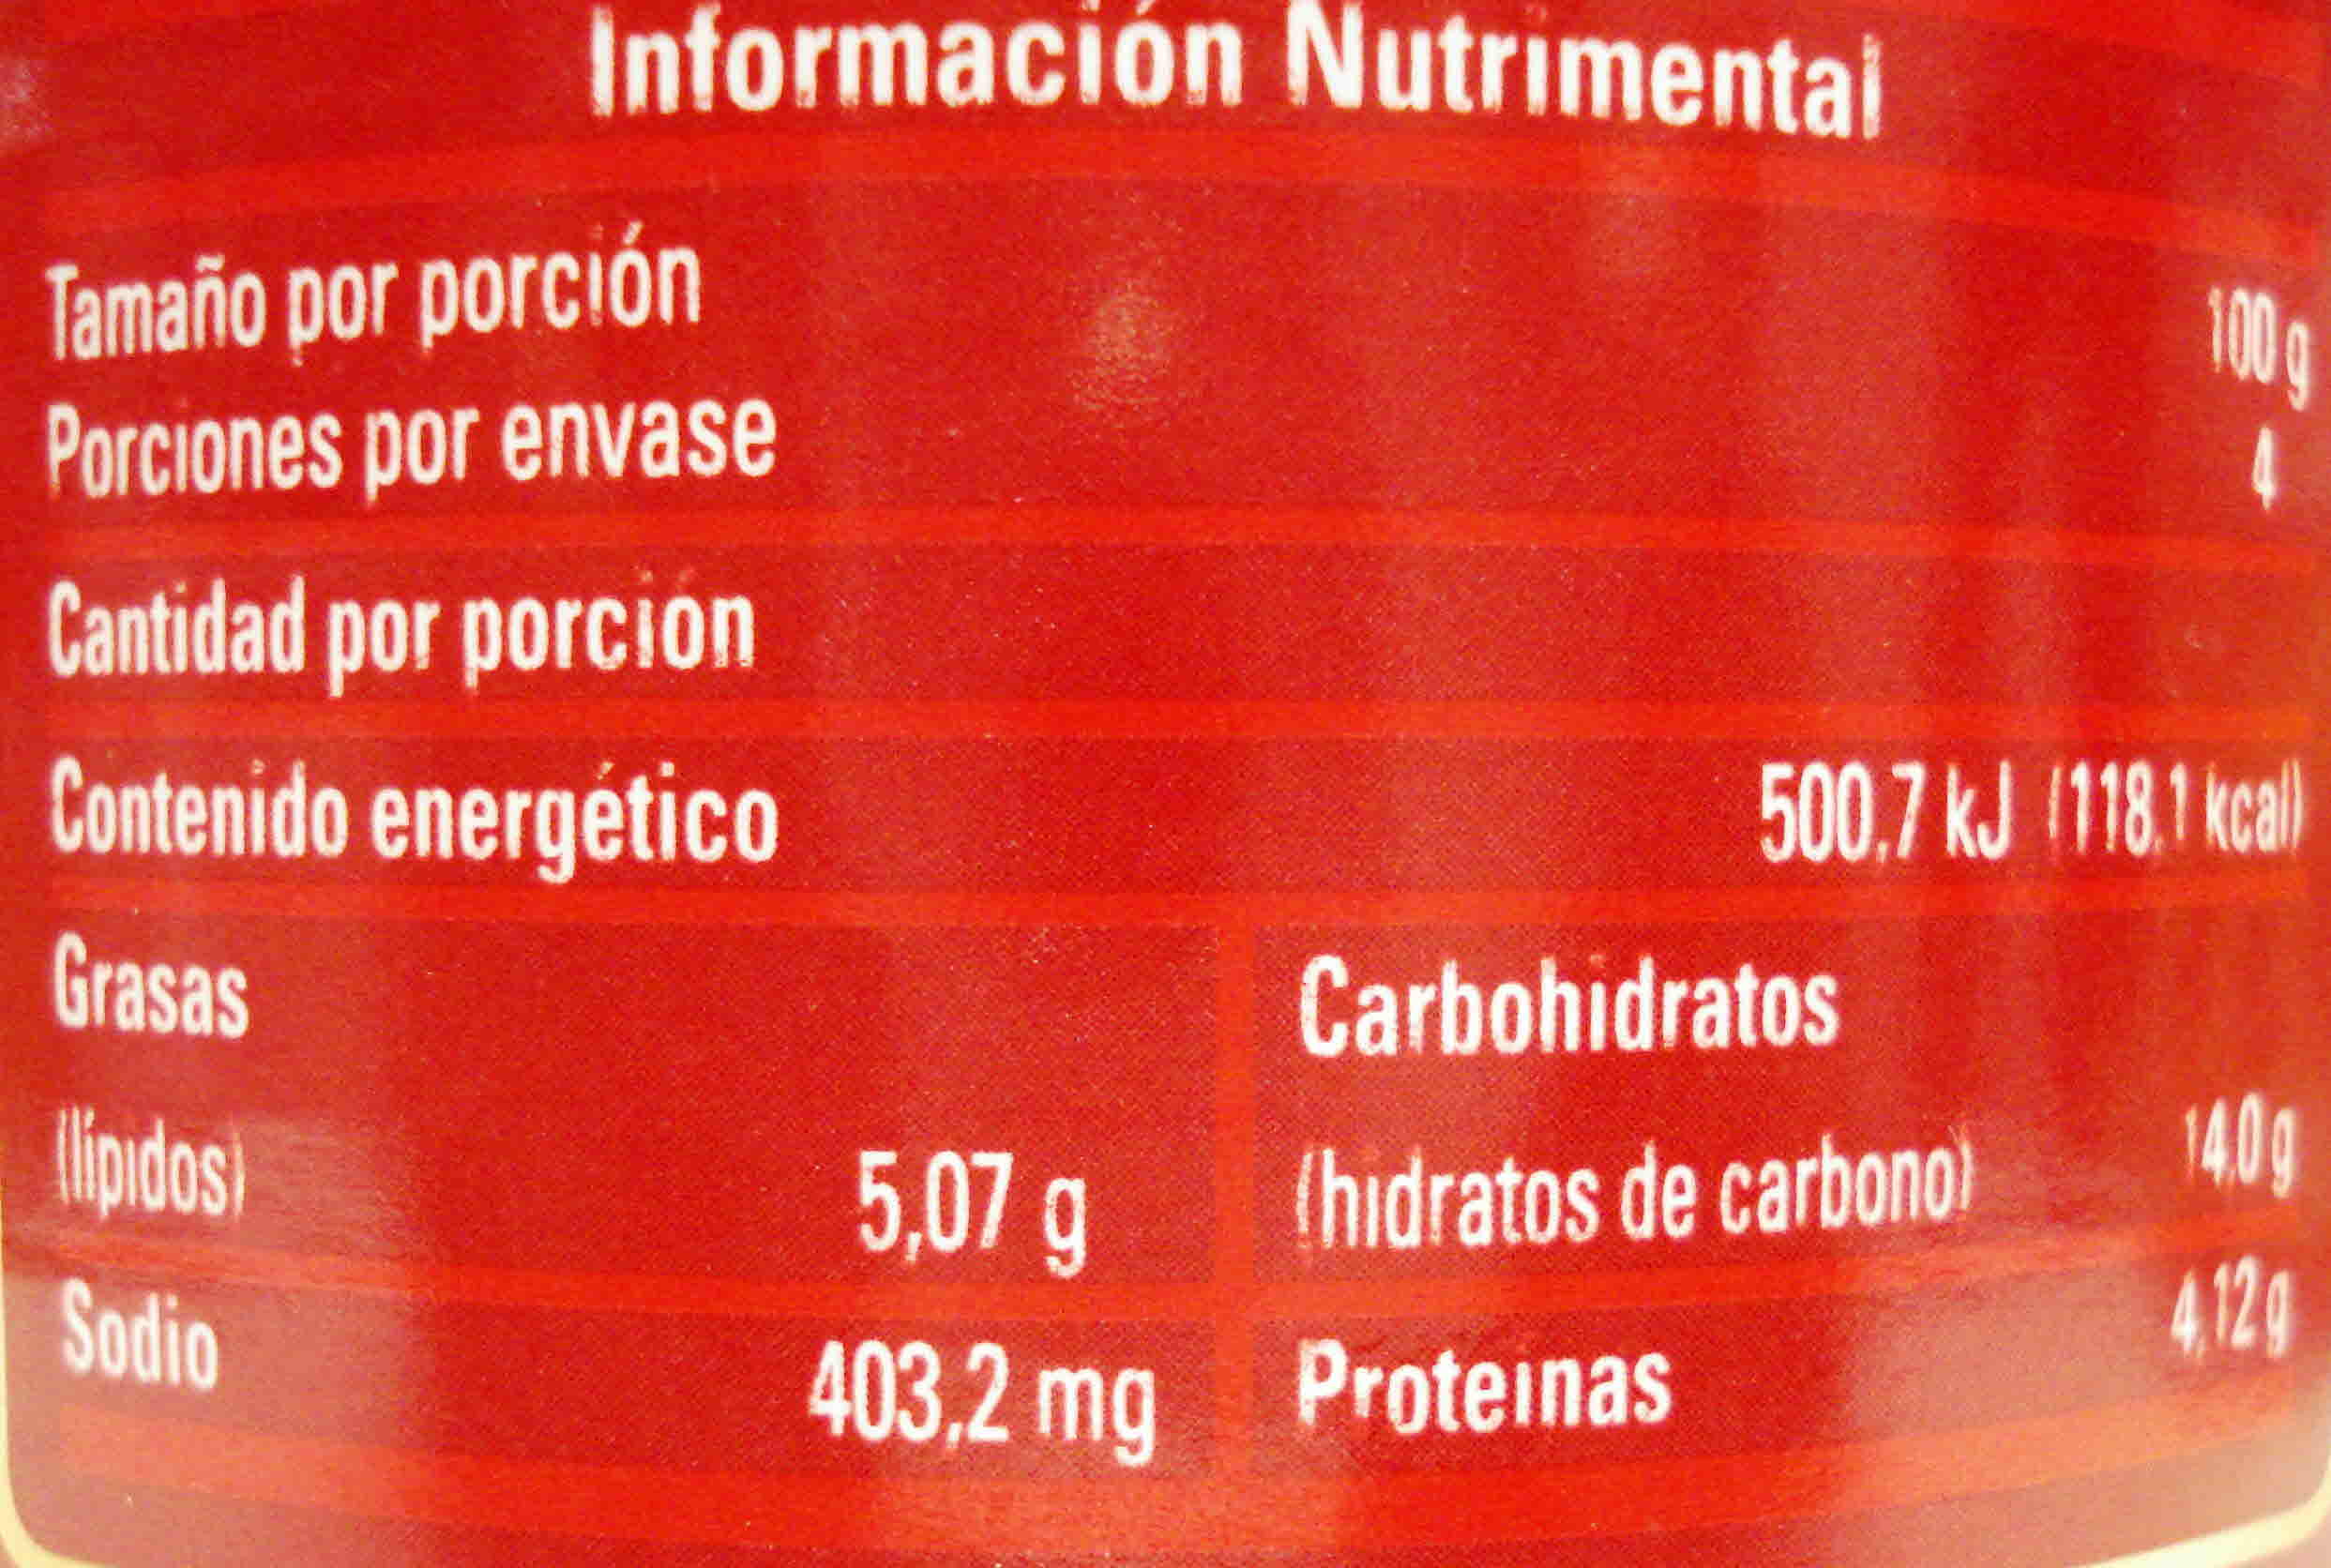 Información Nutrimental
Tamaño por porción 100 g
Porciones por envase 4
Cantidad por porción
Contenido energético 500,7 kJ (118,1 kcal)
Grasas
(lípidos) 5,07 g
Carbohidratos
(hidratos de carbono) 14,0 g
Sodio 403,2 mg
Proteinas 4,12 g